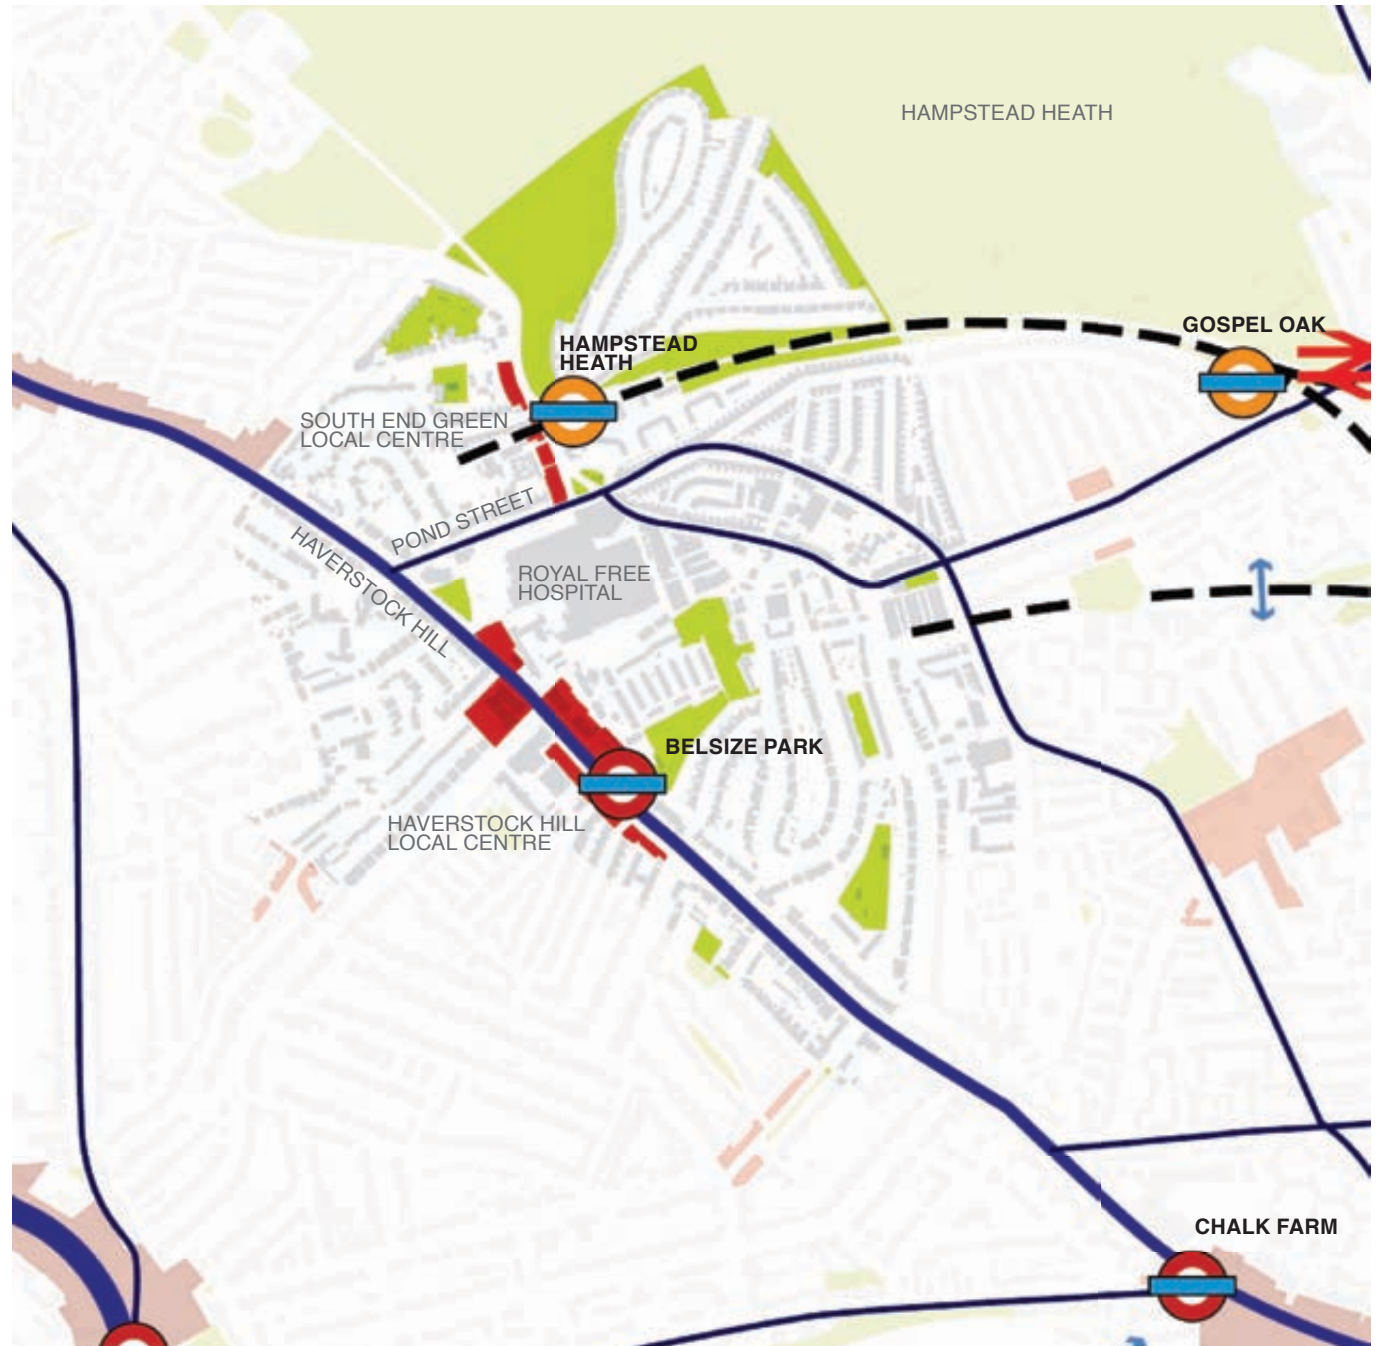 HAMPSTEAD HEATH
GOSPEL OAK
HAMPSTEAD
HEATH
SOUTH END GREEN
LOCAL CENTRE
POND STREET
HAVERSTOCK HILL
ROYAL FREE
HOSPITAL
BELSIZE PARK
HAVERSTOCK HILL
LOCAL CENTRE
CHALK FARM